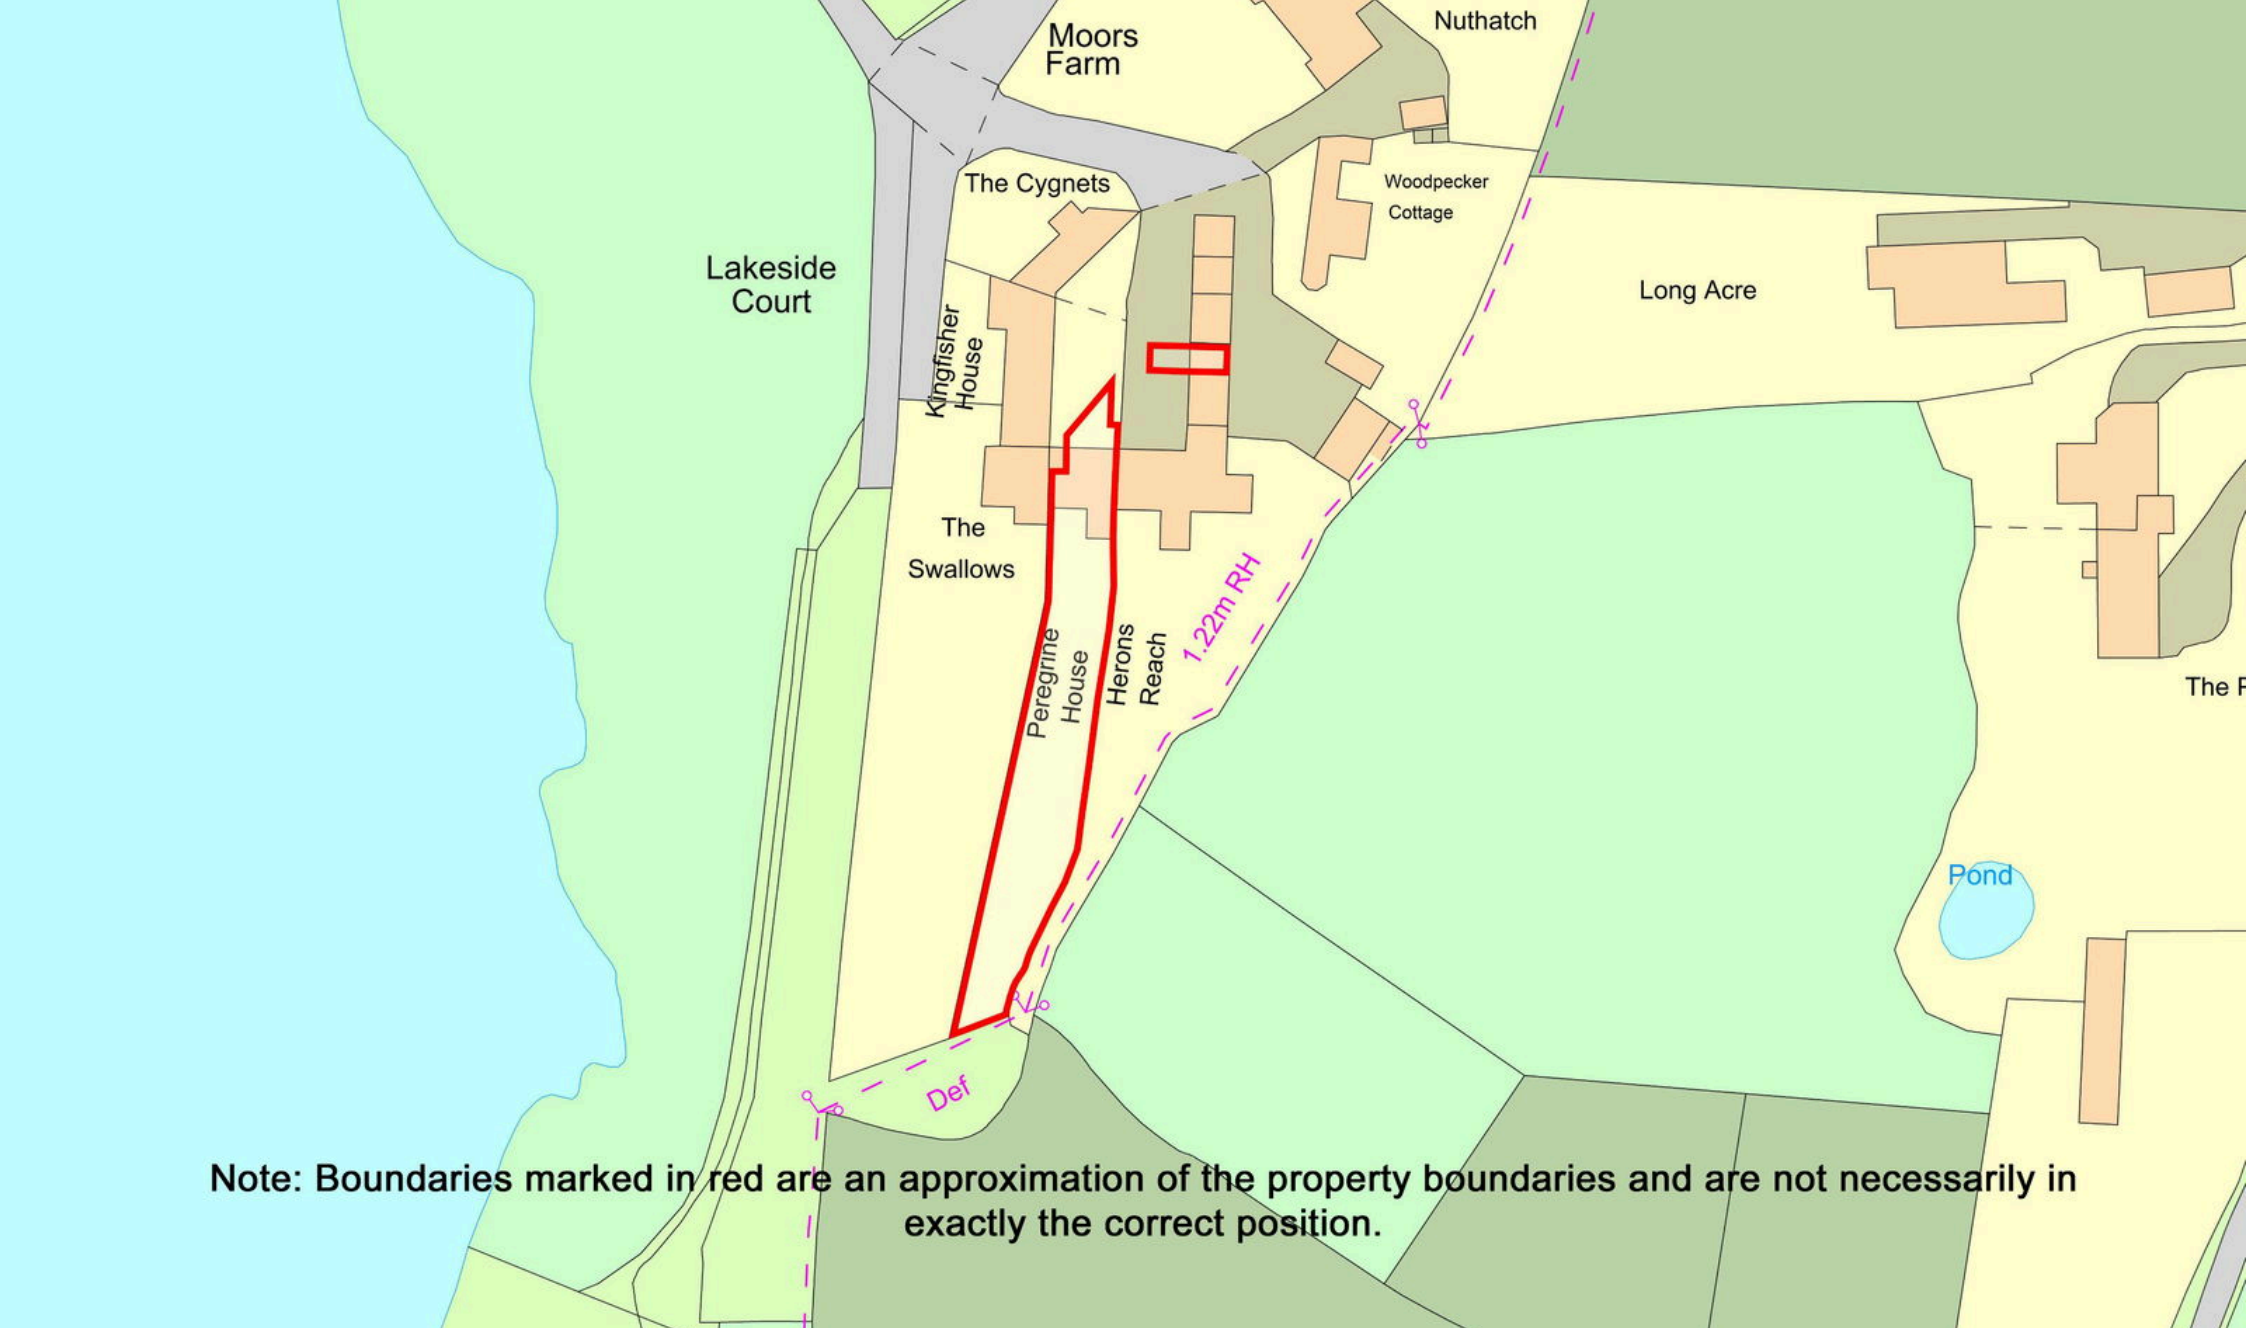 Nuthatch
Moors
Farm
The Cygnets
Woodpecker
Cottage
Lakeside
Court
Long Acre
Kingfisher
House
The
Swallows
1.22m RH
Peregrine
House
Herons
Reach
The
Pond
Def
Note: Boundaries marked in red are an approximation of the property boundaries and are not necessarily in
exactly the correct position.